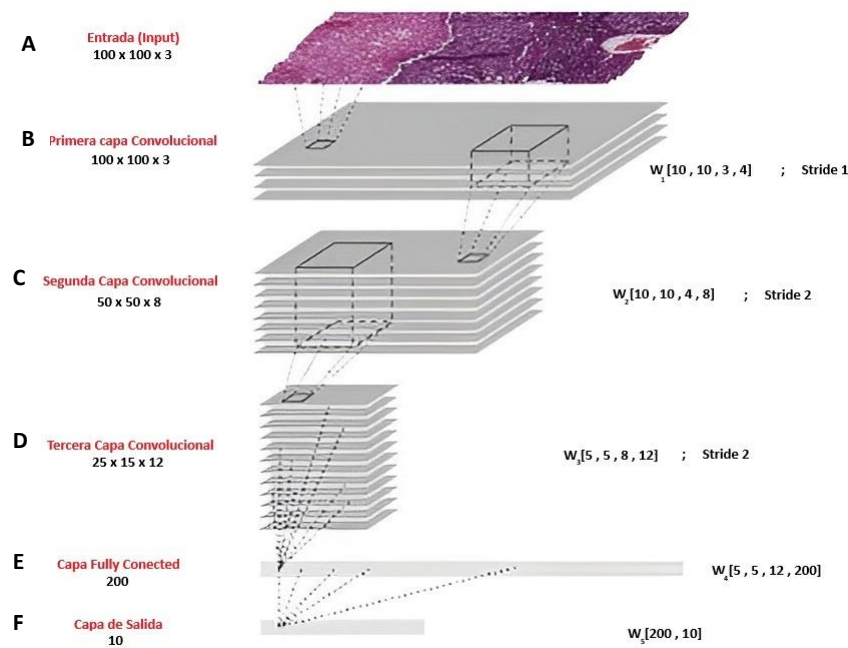 A
Entrada (Input)
100 x 100 x 3
B
Primera capa Convolucional
100 x 100 x 3
W1[10 , 10 , 3 , 4] ; Stride 1
C
Segunda Capa Convolucional
50 x 50 x 8
W2[10 , 10 , 4 , 8] ; Stride 2
D
Tercera Capa Convolucional
25 x 15 x 12
W3[5 , 5 , 8 , 12] ; Stride 2
E
Capa Fully Conected
200
W4[5 , 5 , 12 , 200]
F
Capa de Salida
10
W5[200 , 10]